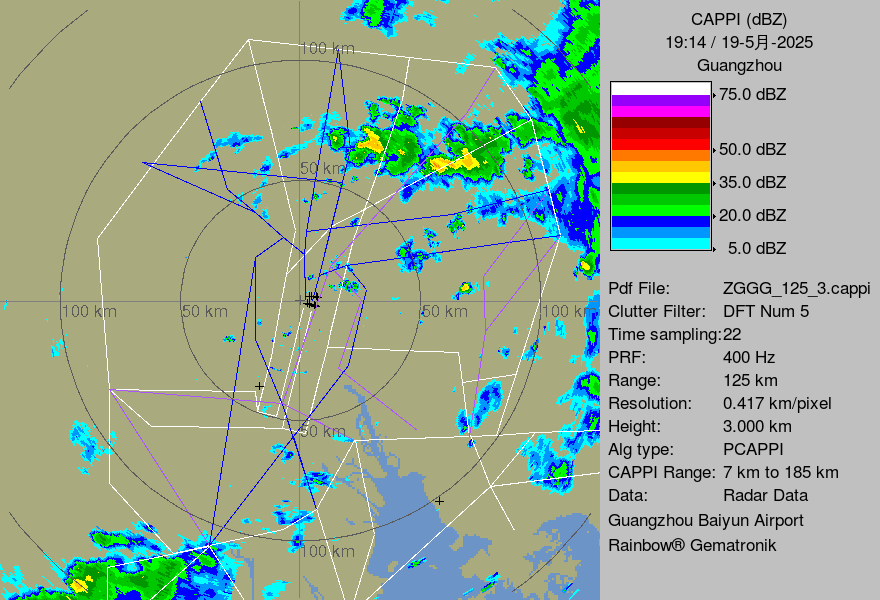 CAPPI (dBZ)
19:14 / 19-5月-2025
Guangzhou
75.0 dBZ
50.0 dBZ
35.0 dBZ
20.0 dBZ
5.0 dBZ
Pdf File: ZGGG_125_3.cappi
Clutter Filter: DFT Num 5
Time sampling:22
PRF: 400 Hz
Range: 125 km
Resolution: 0.417 km/pixel
Height: 3.000 km
Alg type: PCAPPI
CAPPI Range: 7 km to 185 km
Data: Radar Data
Guangzhou Baiyun Airport
Rainbow® Gematronik
100 km
50 km
100 km
50 km
50 km
100 km
50 km
100 km